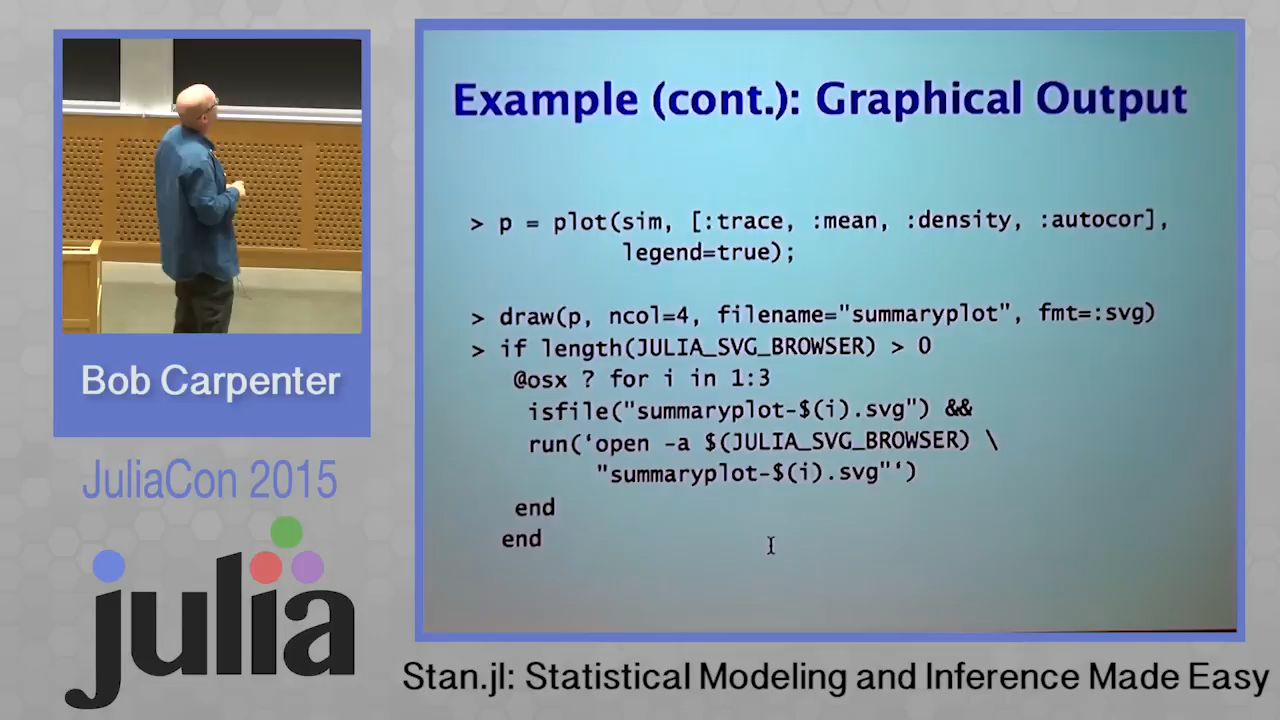 Example (cont.): Graphical Output
> p = plot(sim, [:trace, :mean, :density, :autocor],
legend=true);
> draw(p, ncol=4, filename="summaryplot", fmt=:svg)
> if length(JULIA_SVG_BROWSER) > 0
@osx ? for i in 1:3
isfile("summaryplot-$(i).svg") &&
run(‘open -a $(JULIA_SVG_BROWSER) \
"summaryplot-$(i).svg"‘)
end
end
Bob Carpenter
JuliaCon 2015
julia
Stan.jl: Statistical Modeling and Inference Made Easy